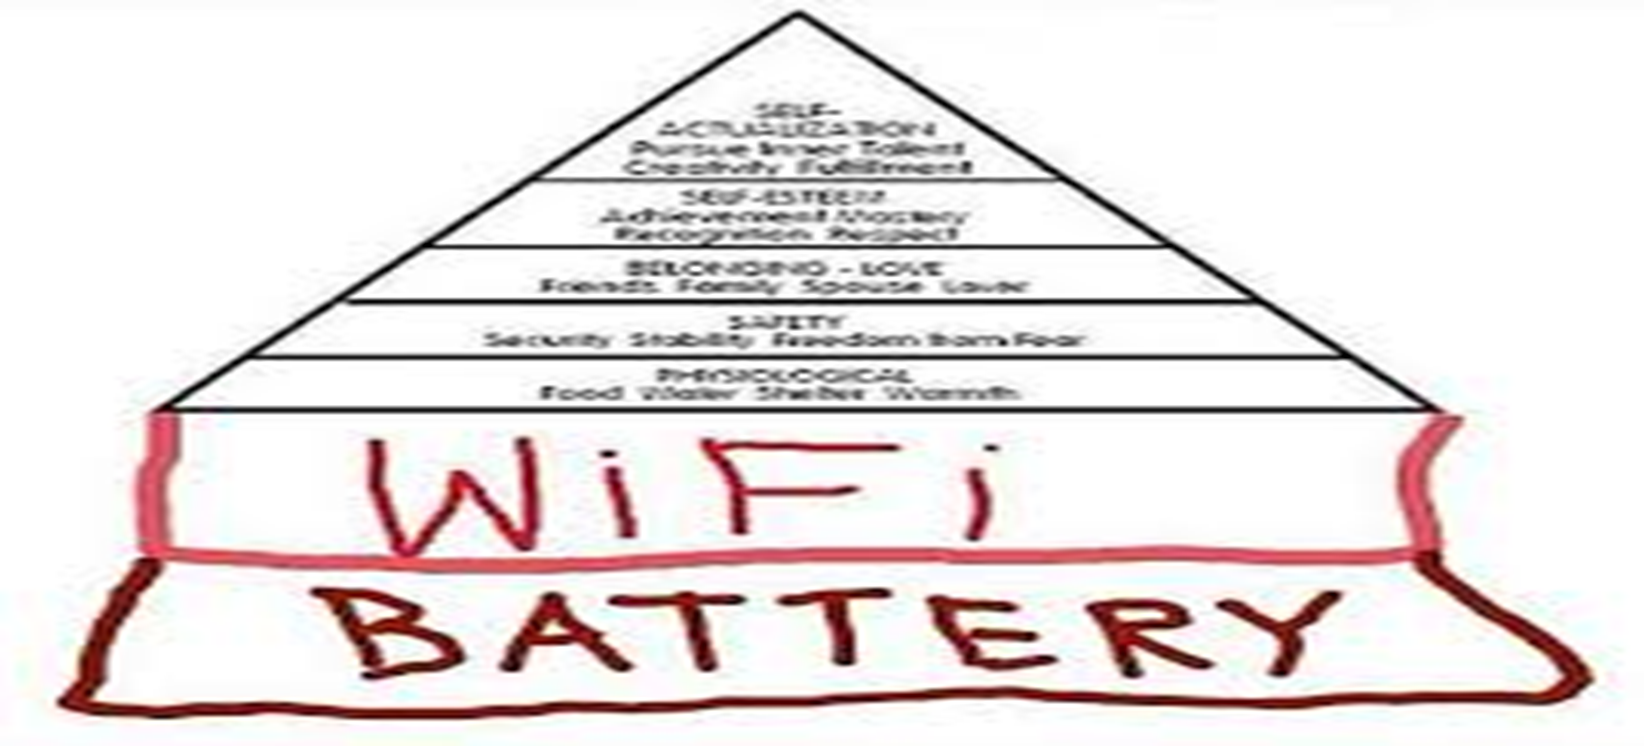 SELF-
ACTUALIZATION
Pursue Inner Talent
Creativity Fulfillment
SELF-ESTEEM
Achievement Mastery
Recognition Respect
BELONGING - LOVE
Friends Family Spouse Lover
SAFETY
Security Stability Freedom from Fear
PHYSIOLOGICAL
Food Water Shelter Warmth
WiFi
BATTERY